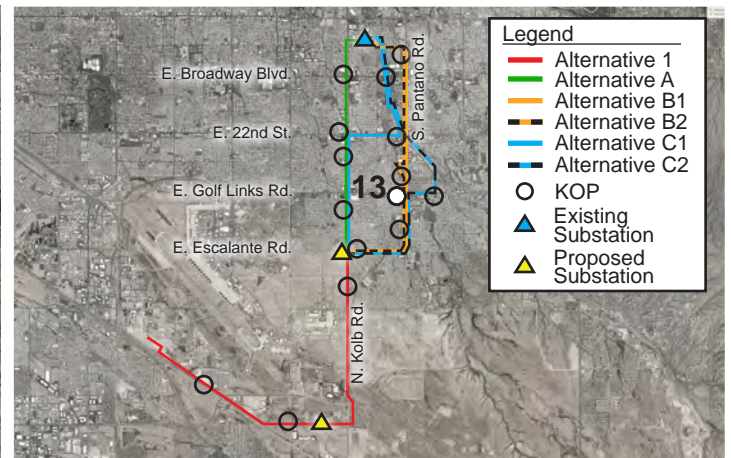 E. Broadway Blvd.
E. 22nd St.
E. Golf Links Rd.
13
E. Escalante Rd.
S. Pantano Rd.
N. Kolb Rd.
Legend
Alternative 1
Alternative A
Alternative B1
Alternative B2
Alternative C1
Alternative C2
KOP
Existing
Substation
Proposed
Substation